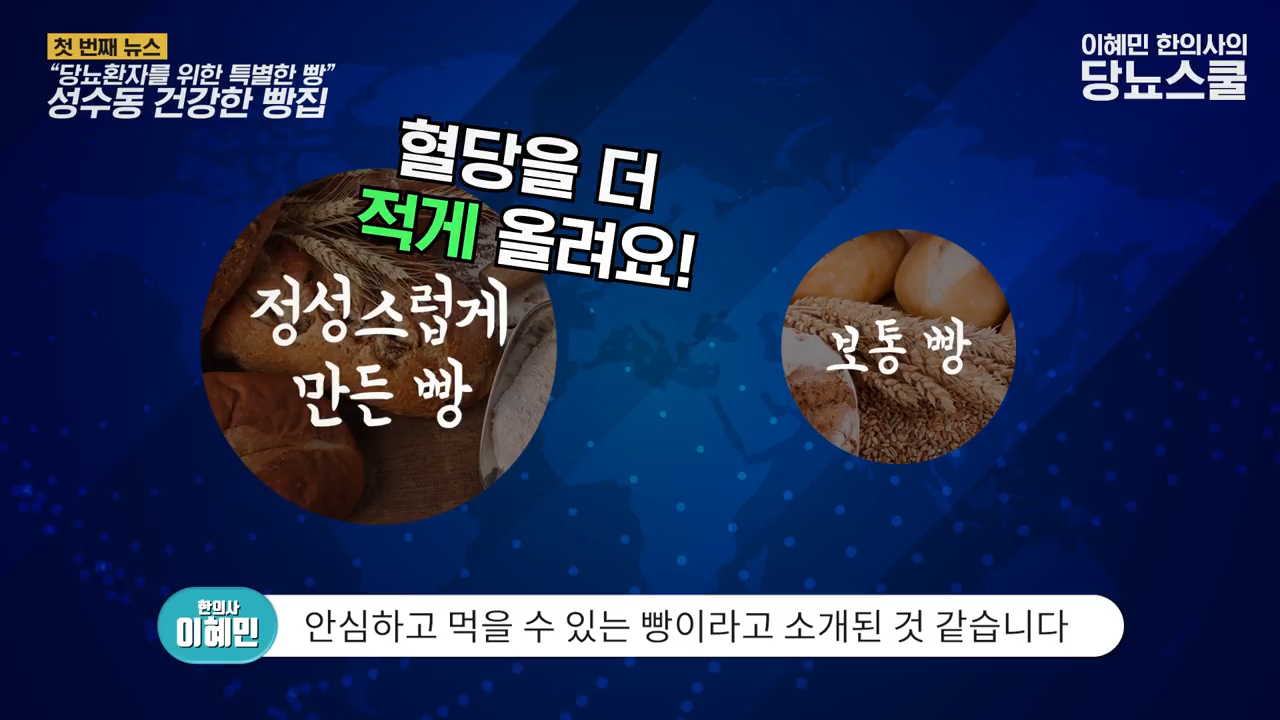 첫 번째 뉴스
“당뇨환자를 위한 특별한 빵”
성수동 건강한 빵집
이혜민 한의사의
당뇨스쿨
혈당을 더
적게 올려요!
정성스럽게
만든 빵
보통 빵
한의사
이혜민
안심하고 먹을 수 있는 빵이라고 소개된 것 같습니다